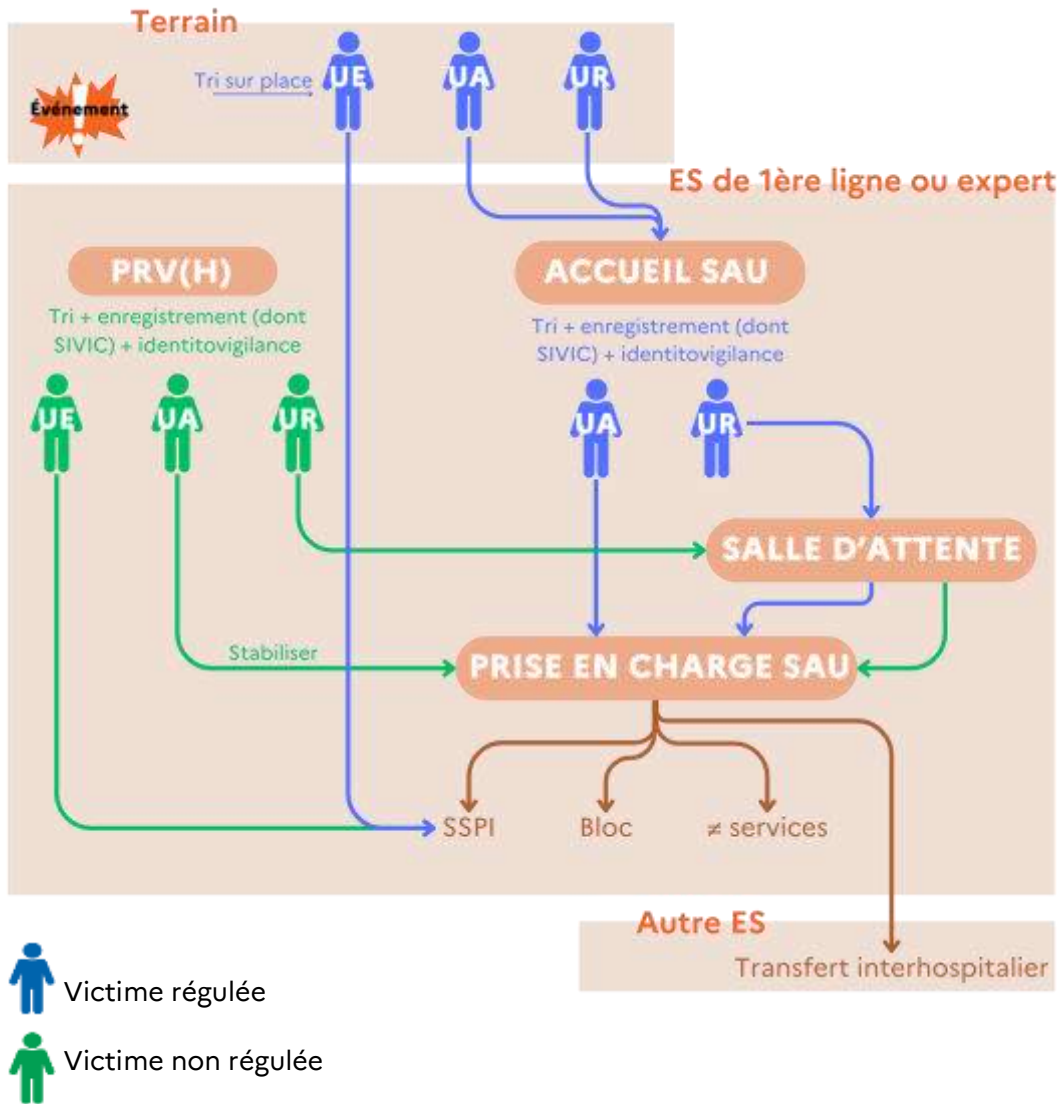 Terrain
Tri sur place
UE
UA
UR
Événement
ES de 1ère ligne ou expert
PRV(H)
Tri + enregistrement (dont
SIVIC) + identitovigilance
UE
UA
UR
ACCUEIL SAU
Tri + enregistrement (dont
SIVIC) + identitovigilance
UA
UR
SALLE D'ATTENTE
Stabiliser
PRISE EN CHARGE SAU
SSPI
Bloc
≠ services
Autre ES
Transfert interhospitalier
Victime régulée
Victime non régulée